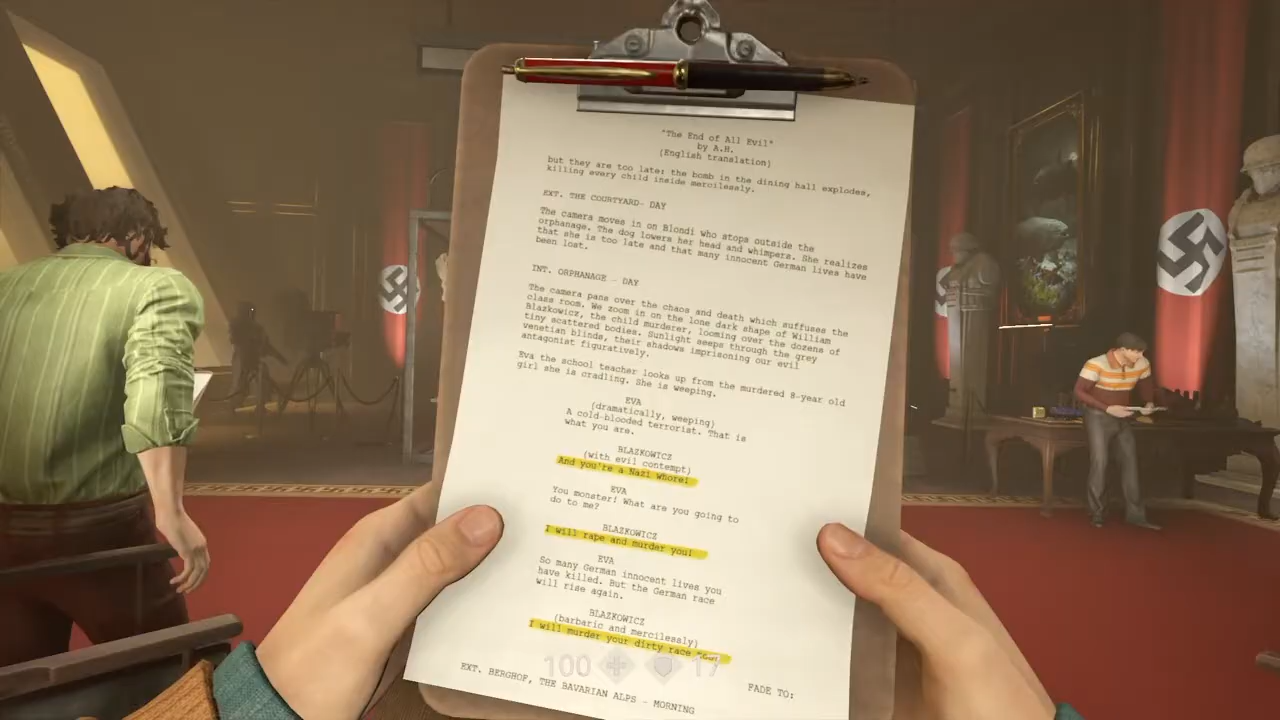 "The End of All Evil"
by A.H.
(English translation)
but they are too late: the bomb in the dining hall explodes,
killing every child inside mercilessly.
EXT. THE COURTYARD- DAY
The camera moves in on Blondi who stops outside the
orphanage. The dog lowers her head and whimpers. She realizes
that she is too late and that many innocent German lives have
been lost.
INT. ORPHANAGE - DAY
The camera pans over the chaos and death which suffuses the
class room. We zoom in on the lone dark shape of William
Blazkowicz, the child murderer, looming over the dozens of
tiny scattered bodies. Sunlight seeps through the grey
venetian blinds, their shadows imprisoning our evil
antagonist figuratively.
Eva the school teacher looks up from the murdered 8-year old
girl she is cradling. She is weeping.
EVA
(dramatically, weeping)
A cold-blooded terrorist. That is
what you are.
BLAZKOWICZ
(with evil contempt)
And you're a Nazi whore!
EVA
You monster! What are you going to
do to me?
BLAZKOWICZ
I will rape and murder you!
EVA
So many German innocent lives you
have killed. But the German race
will rise again.
BLAZKOWICZ
(barbaric and mercilessly)
I will murder your dirty race
100 17
FADE TO:
EXT. BERGHOF, THE BAVARIAN ALPS - MORNING